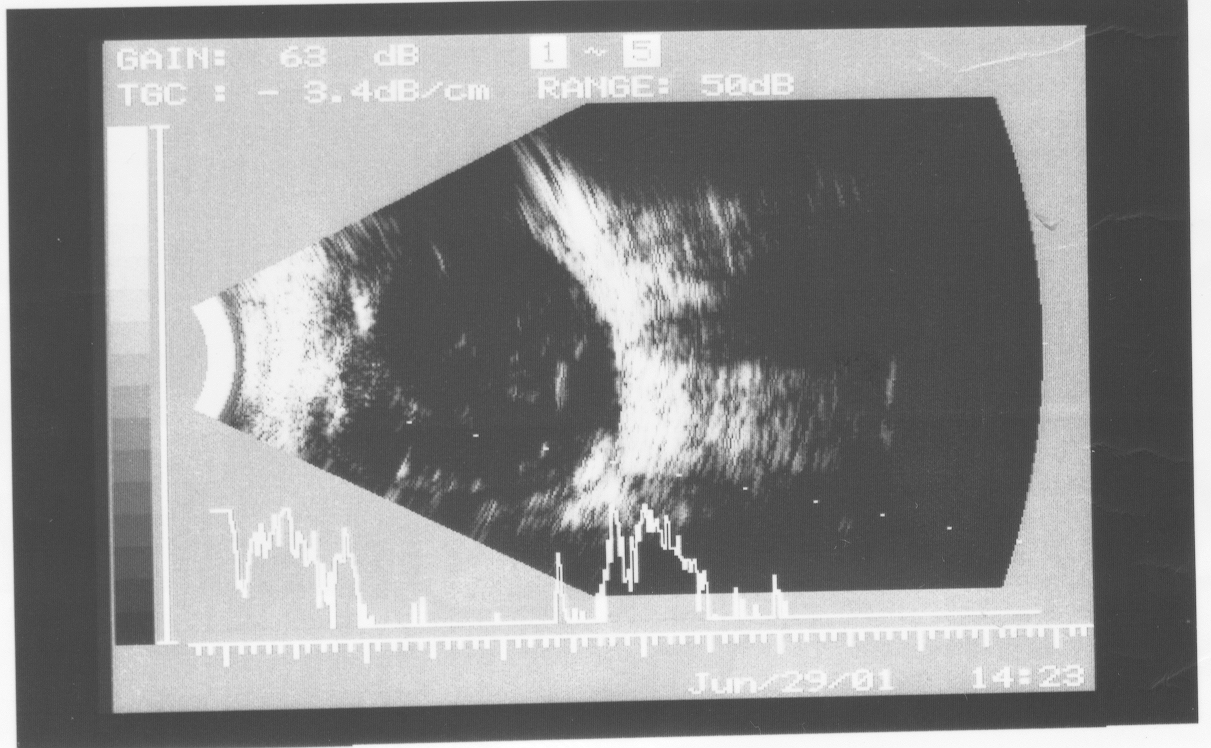 GAIN: 63 dB 1 ~ 5
TGC : - 3.4dB/cm RANGE: 50dB
Jun/29/01 14:23